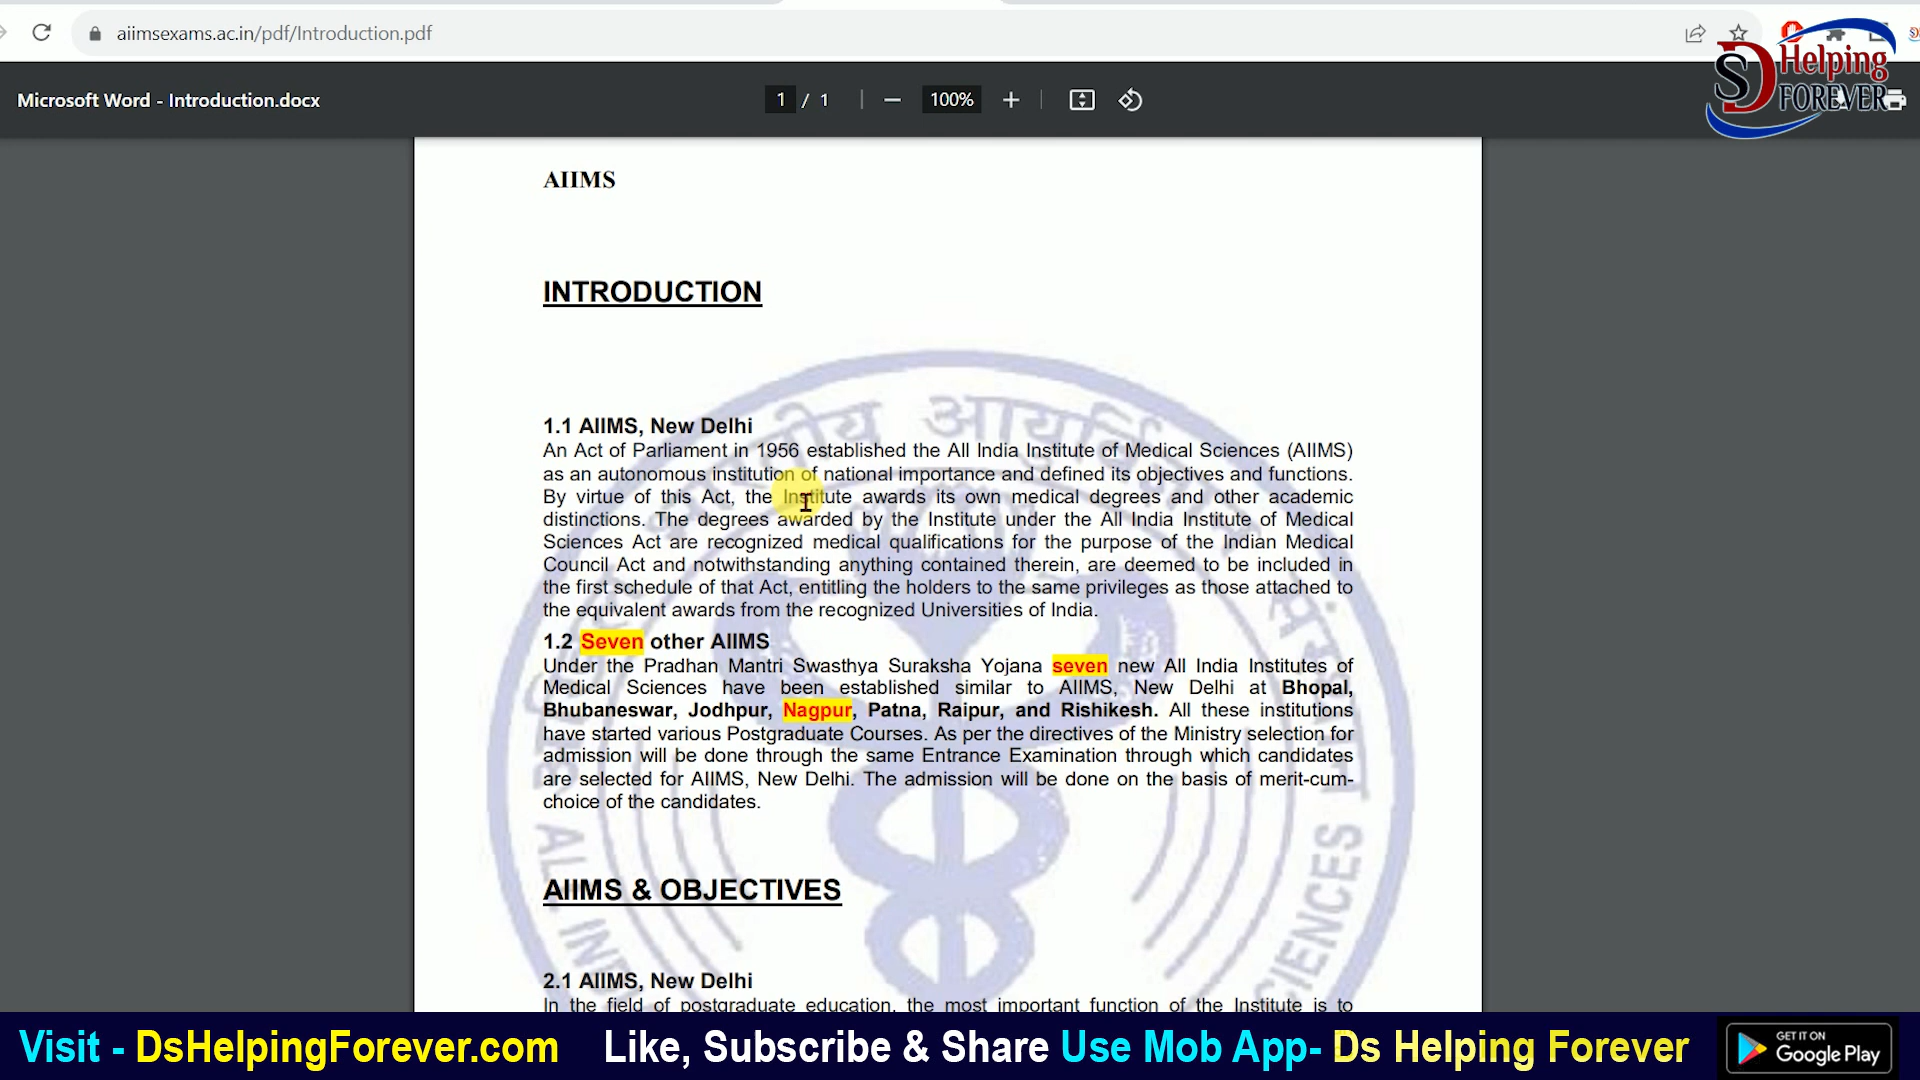 aiimsexams.ac.in/pdf/Introduction.pdf
SD Helping
FOREVER
Microsoft Word - Introduction.docx
1 / 1
100%
AIIMS
INTRODUCTION
1.1 AIIMS, New Delhi
An Act of Parliament in 1956 established the All India Institute of Medical Sciences (AIIMS)
as an autonomous institution of national importance and defined its objectives and functions.
By virtue of this Act, the Institute awards its own medical degrees and other academic
distinctions. The degrees awarded by the Institute under the All India Institute of Medical
Sciences Act are recognized medical qualifications for the purpose of the Indian Medical
Council Act and notwithstanding anything contained therein, are deemed to be included in
the first schedule of that Act, entitling the holders to the same privileges as those attached to
the equivalent awards from the recognized Universities of India.
1.2 Seven other AIIMS
Under the Pradhan Mantri Swasthya Suraksha Yojana seven new All India Institutes of
Medical Sciences have been established similar to AIIMS, New Delhi at Bhopal,
Bhubaneswar, Jodhpur, Nagpur, Patna, Raipur, and Rishikesh. All these institutions
have started various Postgraduate Courses. As per the directives of the Ministry selection for
admission will be done through the same Entrance Examination through which candidates
are selected for AIIMS, New Delhi. The admission will be done on the basis of merit-cum-
choice of the candidates.
AIIMS & OBJECTIVES
2.1 AIIMS, New Delhi
In the field of postgraduate education, the most important function of the Institute is to
Visit - DsHelpingForever.com Like, Subscribe & Share Use Mob App- Ds Helping Forever
GET IT ON
Google Play